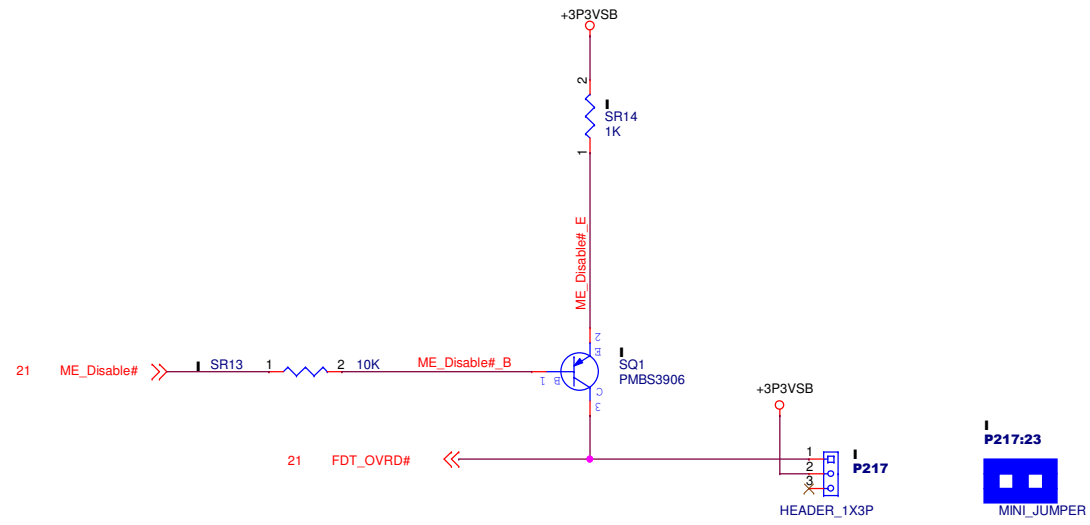 +3P3VSB
2
SR14
1K
1
ME_Disable#_E
2
E
21 ME_Disable# SR13 1 2 10K ME_Disable#_B B 1
SQ1
PMBS3906
C
3
+3P3VSB
21 FDT_OVRD#
1
2
3
P217
HEADER_1X3P
P217:23
MINI_JUMPER